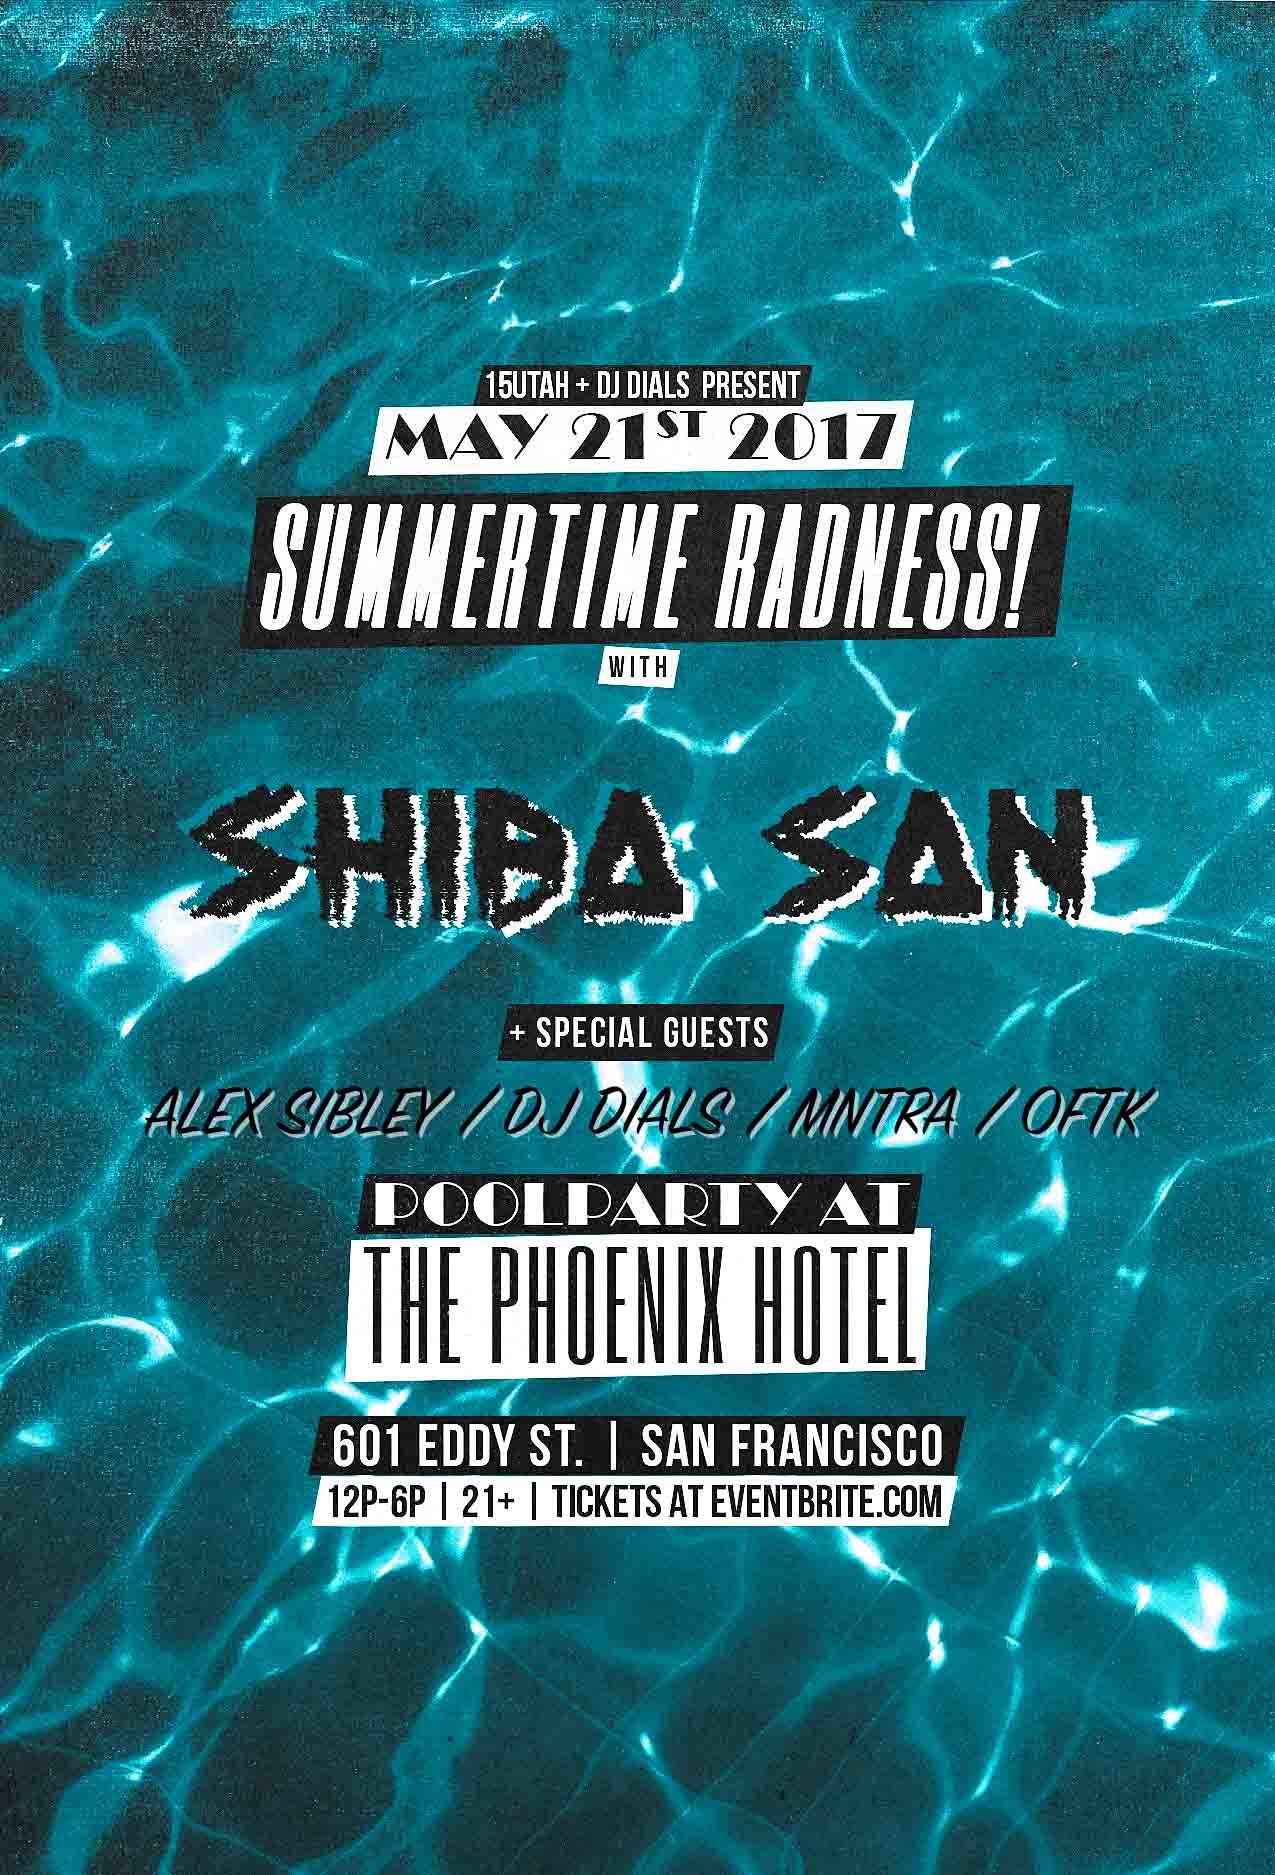 15UTAH + DJ DIALS PRESENT
MAY 21ST 2017
SUMMERTIME RADNESS!
WITH
SHIBA SAN
+ SPECIAL GUESTS
ALEX SIBLEY / DJ DIALS / MNTRA / OFTK
POOLPARTY AT
THE PHOENIX HOTEL
601 EDDY ST. | SAN FRANCISCO
12P-6P | 21+ | TICKETS AT EVENTBRITE.COM